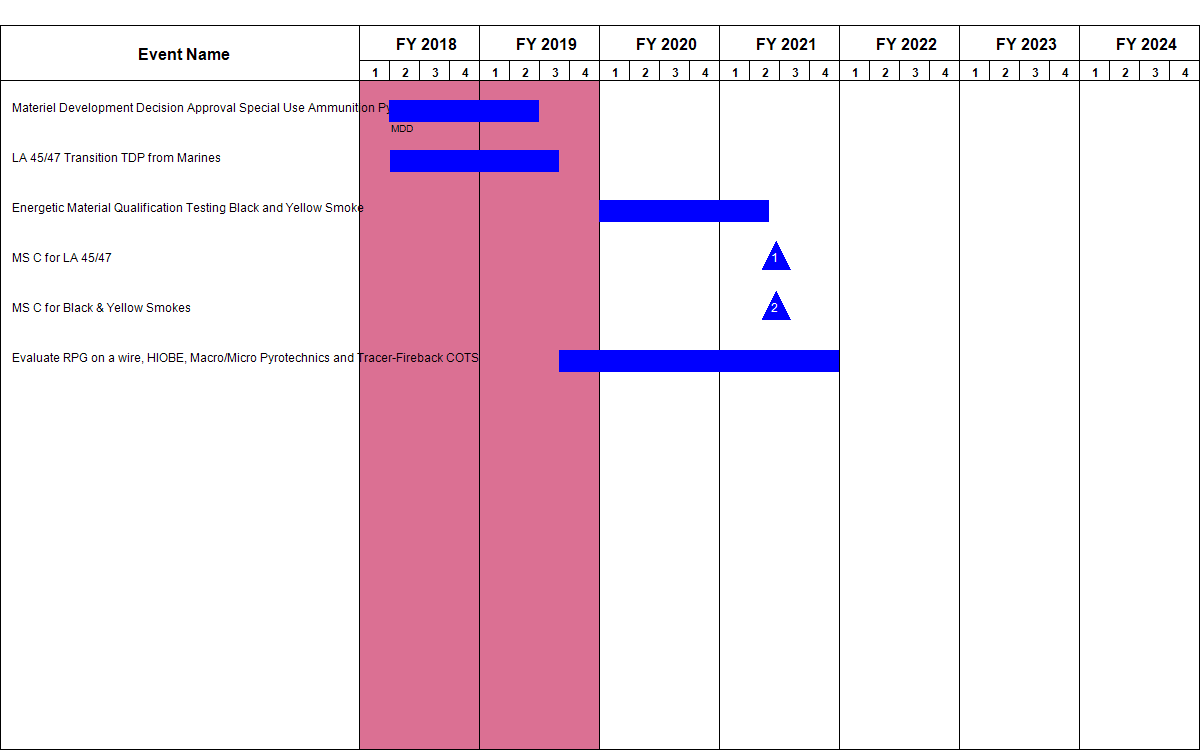 Event Name
FY 2018 FY 2019 FY 2020 FY 2021 FY 2022 FY 2023 FY 2024
1 2 3 4 1 2 3 4 1 2 3 4 1 2 3 4 1 2 3 4 1 2 3 4 1 2 3 4
Materiel Development Decision Approval Special Use Ammunition Py
MDD
LA 45/47 Transition TDP from Marines
Energetic Material Qualification Testing Black and Yellow Smoke
MS C for LA 45/47
1
MS C for Black & Yellow Smokes
2
Evaluate RPG on a wire, HIOBE, Macro/Micro Pyrotechnics and Tracer-Fireback COTS